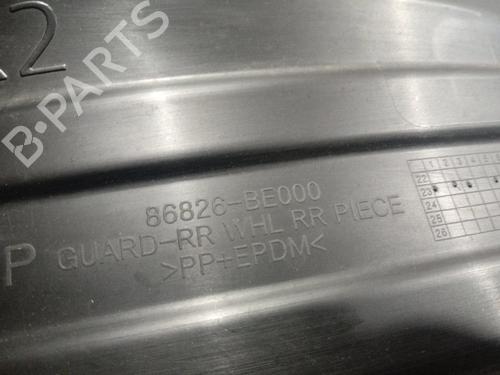 B-PARTS
86826-BE000
GUARD-RR WHL RR PIECE
>PP+EPDM<
P
22
23
24
25
26